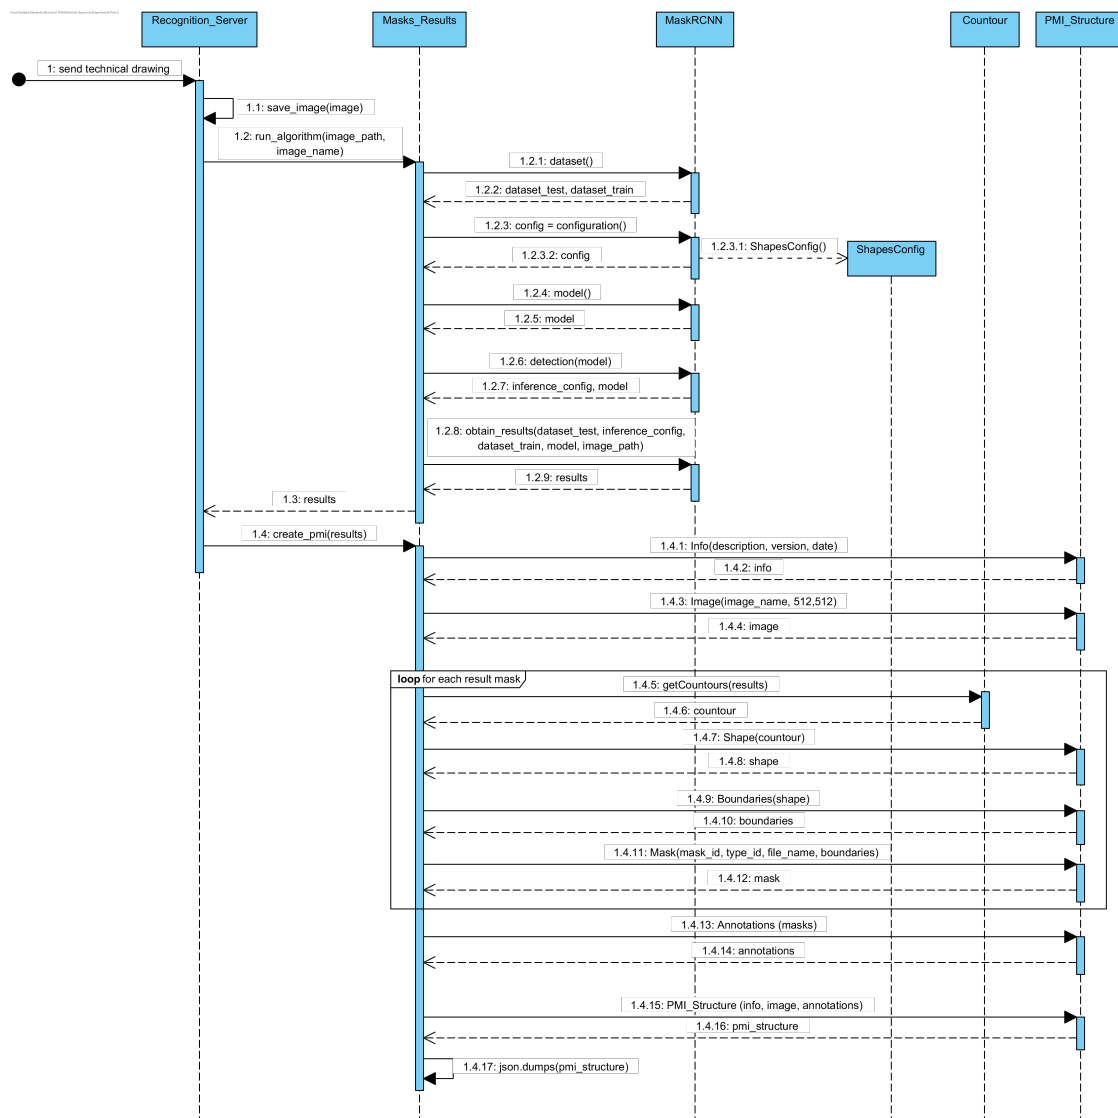 Recognition_Server
Masks_Results
MaskRCNN
Countour
PMI_Structure
1: send technical drawing
1.1: save_image(image)
1.2: run_algorithm(image_path,
image_name)
1.2.1: dataset()
1.2.2: dataset_test, dataset_train
1.2.3: config = configuration()
1.2.3.1: ShapesConfig()
ShapesConfig
1.2.3.2: config
1.2.4: model()
1.2.5: model
1.2.6: detection(model)
1.2.7: inference_config, model
1.2.8: obtain_results(dataset_test, inference_config,
dataset_train, model, image_path)
1.2.9: results
1.3: results
1.4: create_pmi(results)
1.4.1: Info(description, version, date)
1.4.2: info
1.4.3: Image(image_name, 512,512)
1.4.4: image
loop for each result mask
1.4.5: getCountours(results)
1.4.6: countour
1.4.7: Shape(countour)
1.4.8: shape
1.4.9: Boundaries(shape)
1.4.10: boundaries
1.4.11: Mask(mask_id, type_id, file_name, boundaries)
1.4.12: mask
1.4.13: Annotations (masks)
1.4.14: annotations
1.4.15: PMI_Structure (info, image, annotations)
1.4.16: pmi_structure
1.4.17: json.dumps(pmi_structure)